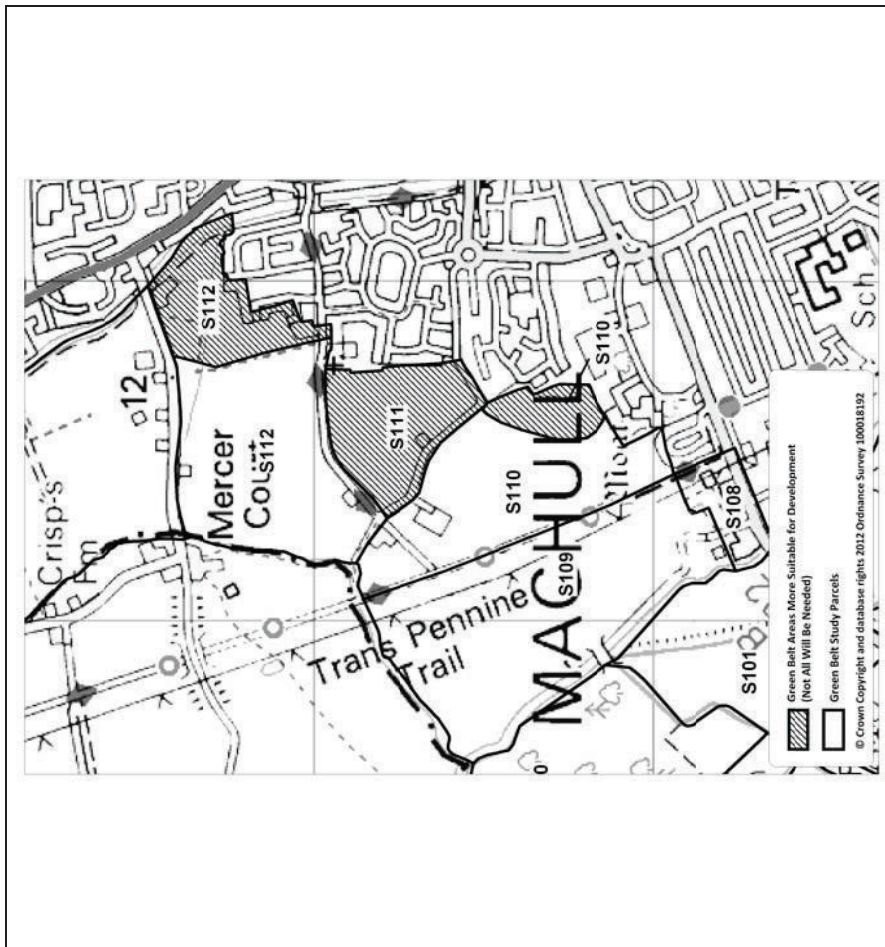 Crisp's
Fm
12
Mercer
Court
S112
S112
S111
S110
S110
S109
S108
S101
Trans Pennine
Trail
MAGHULL
Sch
Green Belt Areas More Suitable for Development
(Not All Will Be Needed)
Green Belt Study Parcels
© Crown Copyright and database rights 2012 Ordnance Survey 100018192